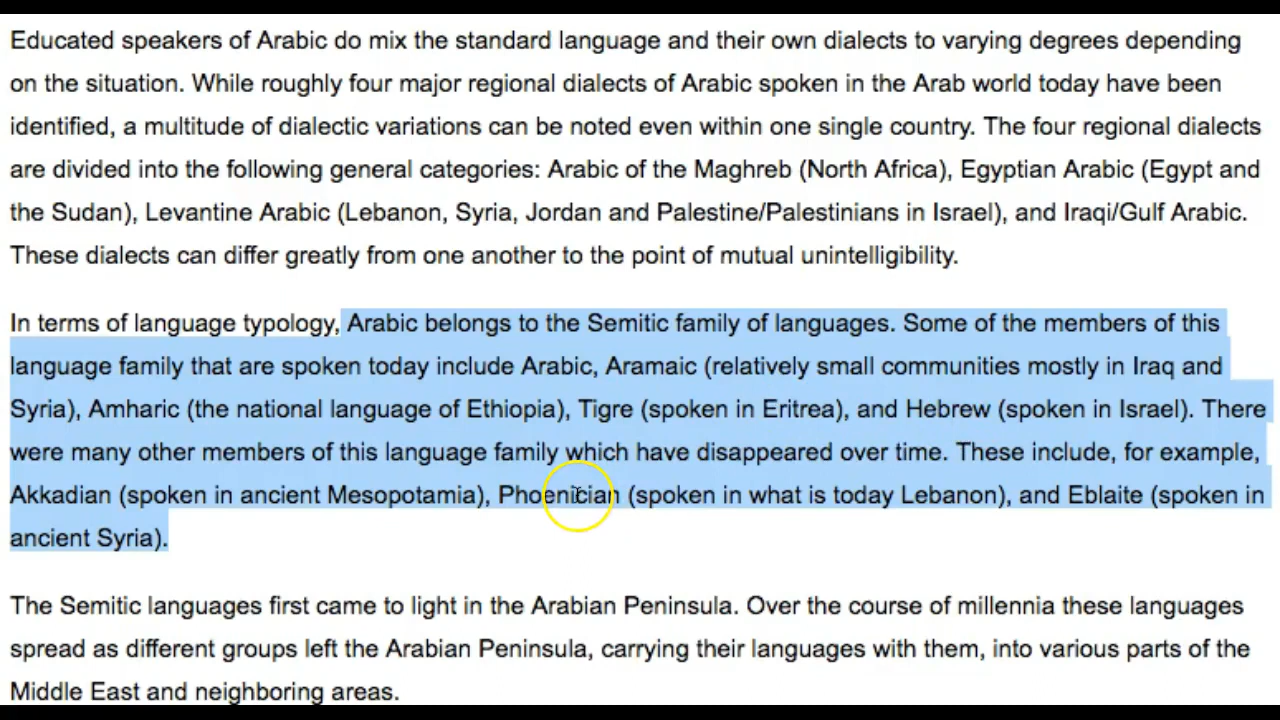 Educated speakers of Arabic do mix the standard language and their own dialects to varying degrees depending
on the situation. While roughly four major regional dialects of Arabic spoken in the Arab world today have been
identified, a multitude of dialectic variations can be noted even within one single country. The four regional dialects
are divided into the following general categories: Arabic of the Maghreb (North Africa), Egyptian Arabic (Egypt and
the Sudan), Levantine Arabic (Lebanon, Syria, Jordan and Palestine/Palestinians in Israel), and Iraqi/Gulf Arabic.
These dialects can differ greatly from one another to the point of mutual unintelligibility.
In terms of language typology, Arabic belongs to the Semitic family of languages. Some of the members of this
language family that are spoken today include Arabic, Aramaic (relatively small communities mostly in Iraq and
Syria), Amharic (the national language of Ethiopia), Tigre (spoken in Eritrea), and Hebrew (spoken in Israel). There
were many other members of this language family which have disappeared over time. These include, for example,
Akkadian (spoken in ancient Mesopotamia), Phoenician (spoken in what is today Lebanon), and Eblaite (spoken in
ancient Syria).
The Semitic languages first came to light in the Arabian Peninsula. Over the course of millennia these languages
spread as different groups left the Arabian Peninsula, carrying their languages with them, into various parts of the
Middle East and neighboring areas.